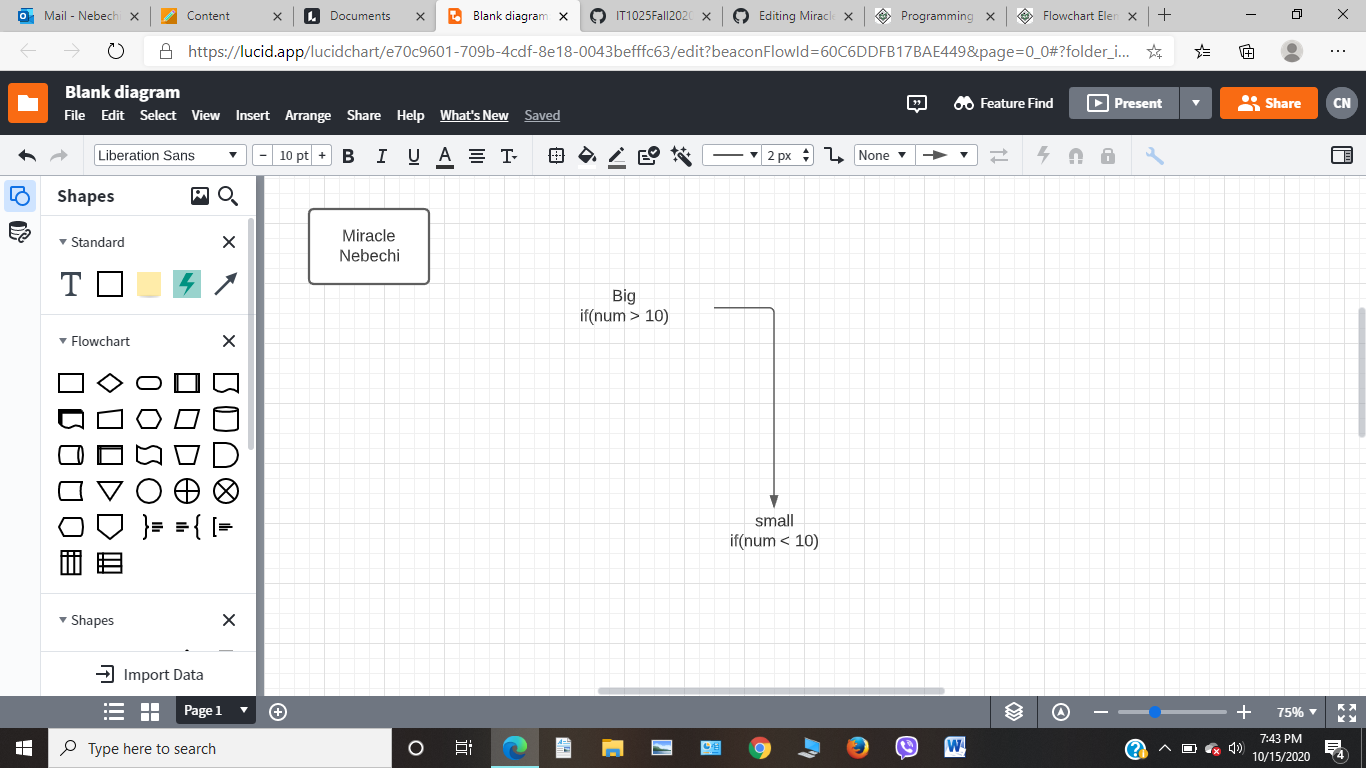 Mail - Nebechi
Content
Documents
Blank diagram
IT1025Fall2020
Editing Miracle
Programming
Flowchart Elem
https://lucid.app/lucidchart/e70c9601-709b-4cdf-8e18-0043befffc63/edit?beaconFlowId=60C6DDFB17BAE449&page=0_0#?folder_i...
Blank diagram
File Edit Select View Insert Arrange Share Help What's New Saved
Feature Find
Present
Share
CN
Liberation Sans
− 10 pt +
B I U A T
2 px
None
Shapes
Standard
T
Flowchart
Shapes
Import Data
Miracle
Nebechi
Big
if(num > 10)
small
if(num < 10)
Page 1
75%
Type here to search
7:43 PM
10/15/2020
4